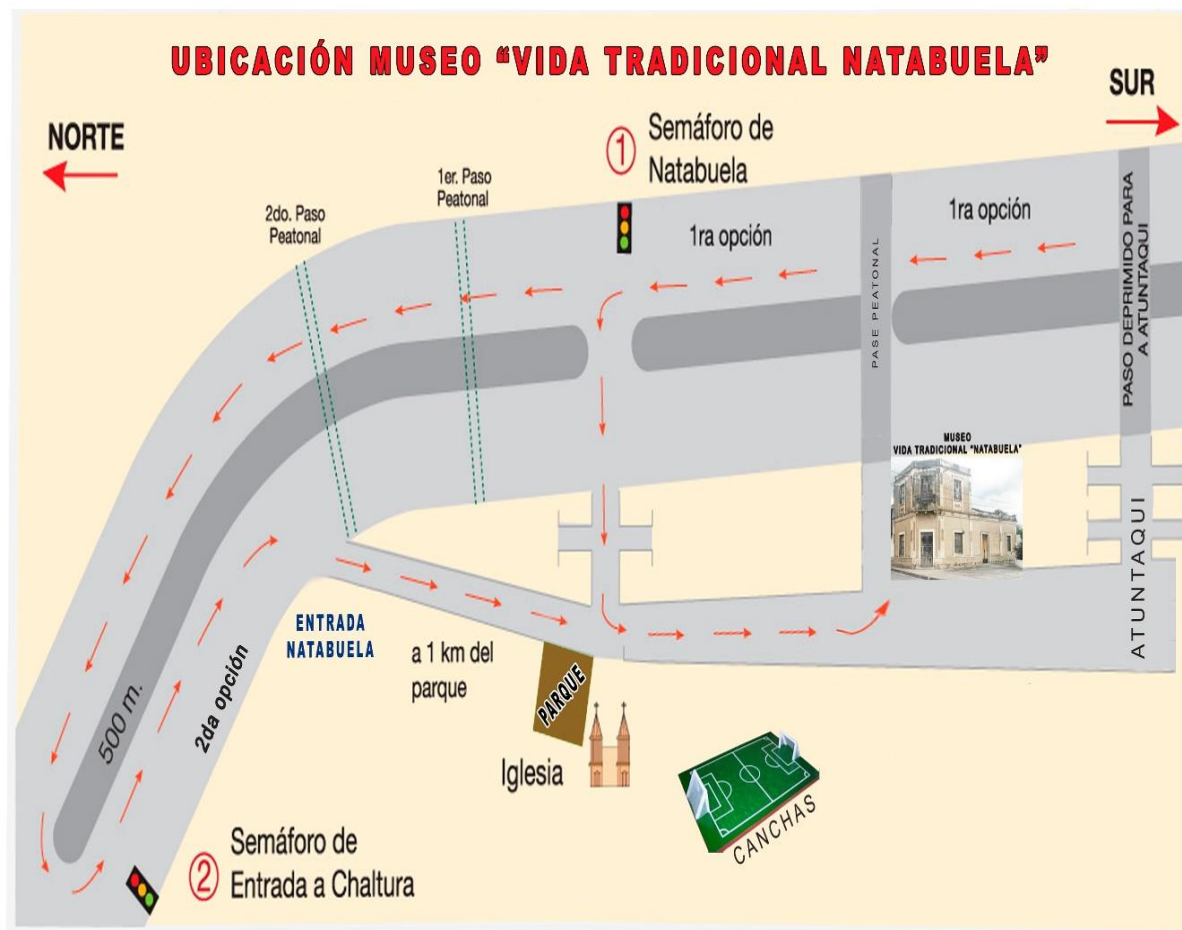 UBICACIÓN MUSEO “VIDA TRADICIONAL NATABUELA”
NORTE
SUR
1
Semáforo de
Natabuela
1er. Paso
Peatonal
2do. Paso
Peatonal
1ra opción
1ra opción
PASE PEATONAL
PASO DEPRIMIDO PARA
A ATUNTAQUI
MUSEO
VIDA TRADICIONAL "NATABUELA"
ATUNTAQUI
ENTRADA
NATABUELA
a 1 km del
parque
PARQUE
Iglesia
CANCHAS
500 m.
2da opción
2
Semáforo de
Entrada a Chaltura